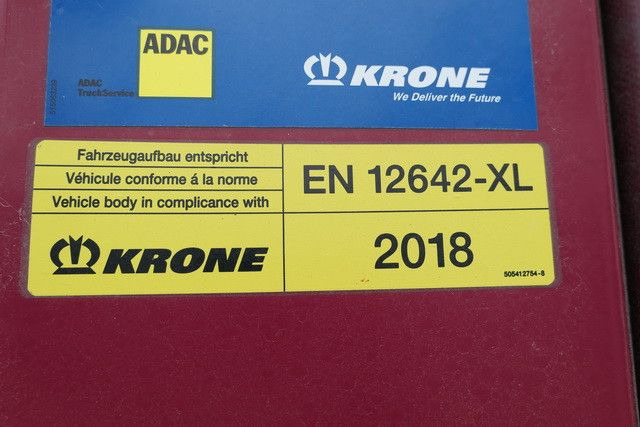 ADAC
ADAC
TruckService
KRONE
We Deliver the Future
Fahrzeugaufbau entspricht
Véhicule conforme á la norme
Vehicle body in complicance with
EN 12642-XL
KRONE
2018
505412754-8